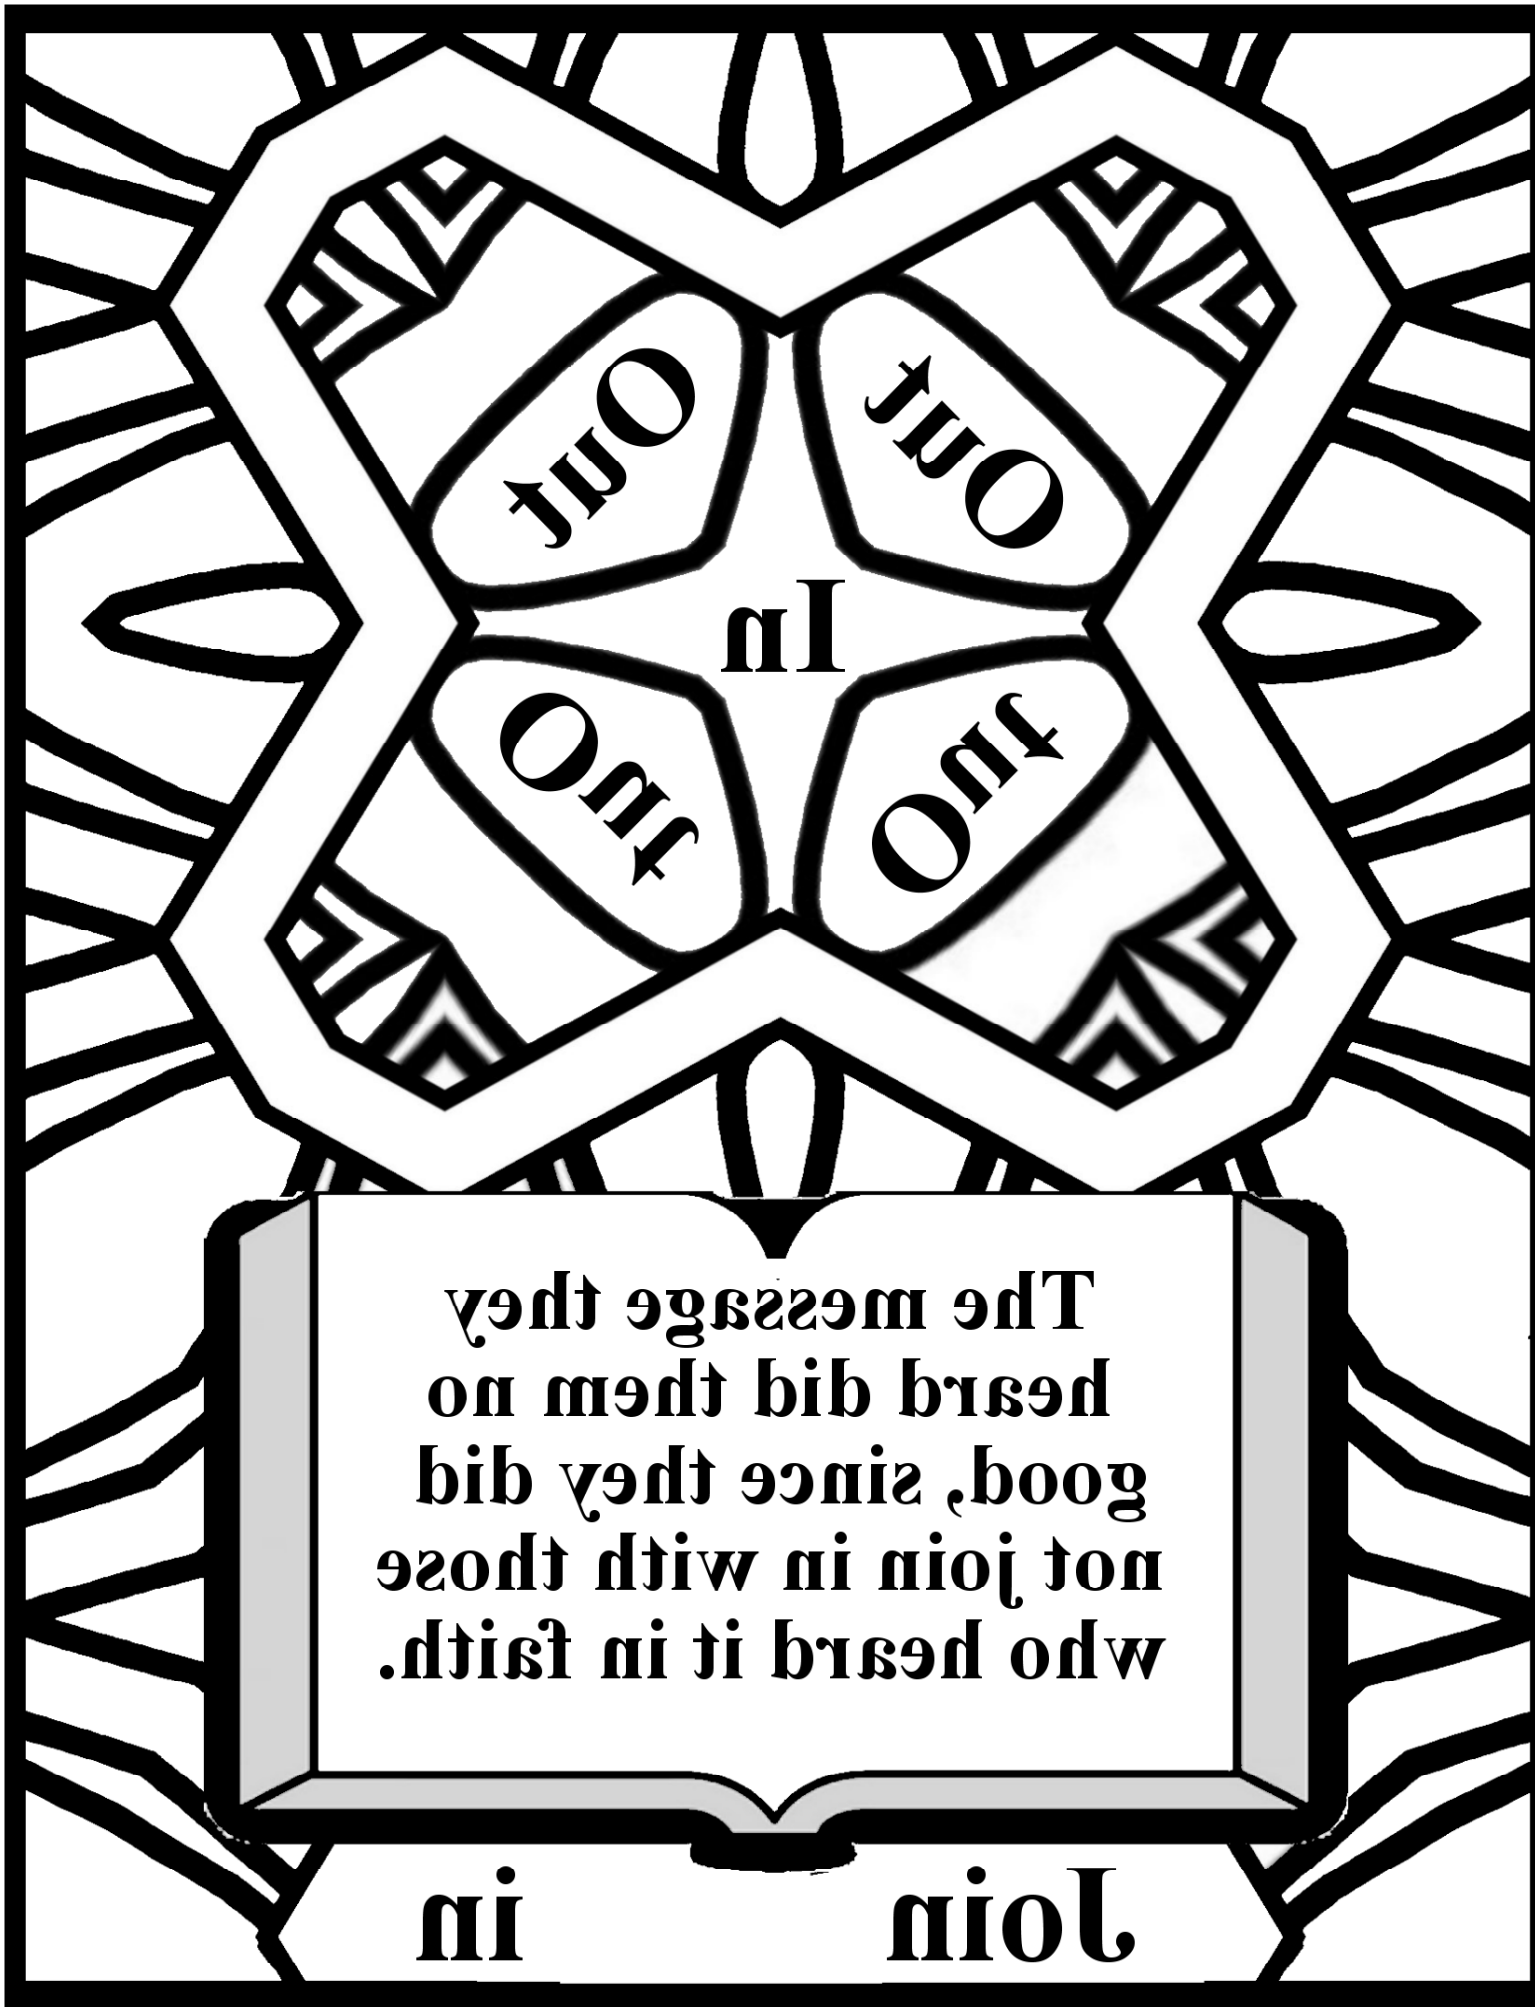 Out
Out
In
Out
Out
The message they
heard did them no
good, since they did
not join in with those
who heard it in faith.
Join in